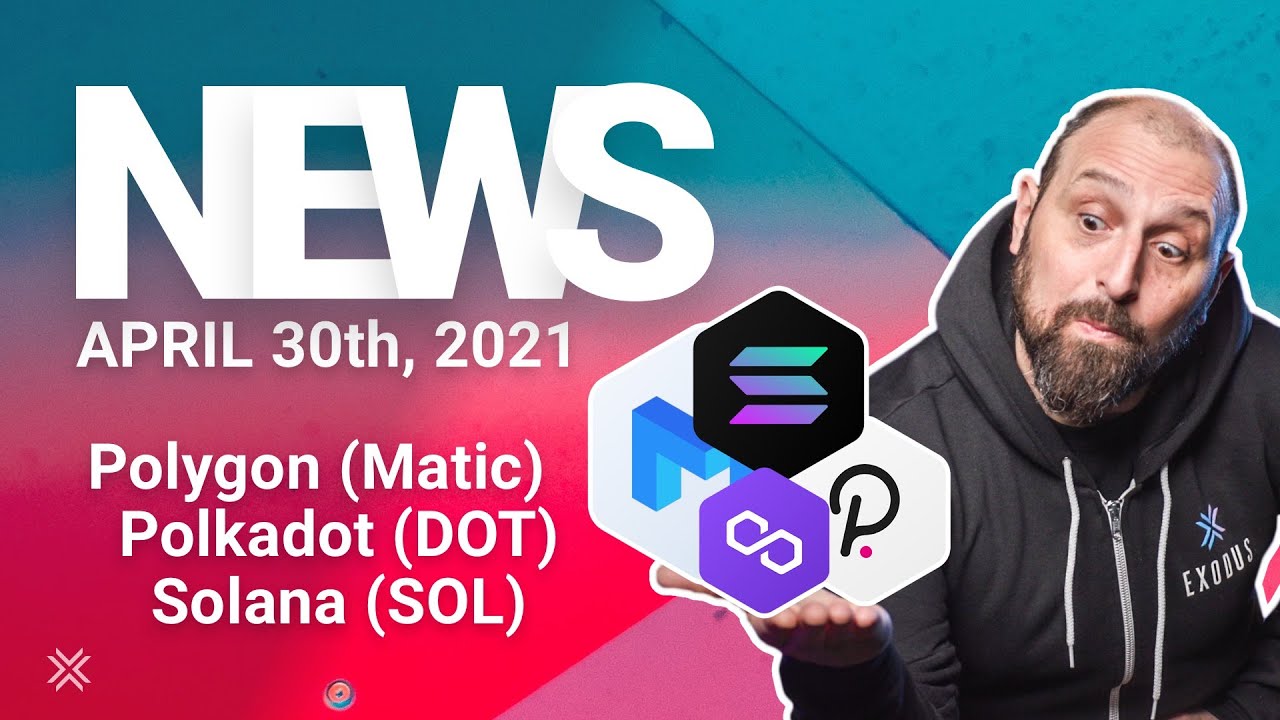 NEWS
APRIL 30th, 2021
Polygon (Matic)
Polkadot (DOT)
Solana (SOL)
EXODUS